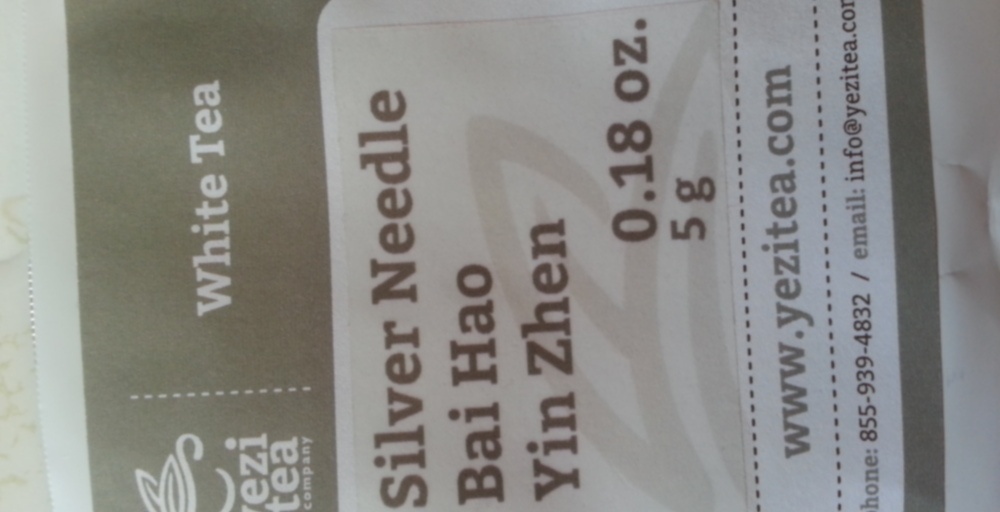 yezi
tea
company
White Tea
Silver Needle
Bai Hao
Yin Zhen
0.18 oz.
5 g
www.yezitea.com
phone: 855-939-4832 / email: info@yezitea.com